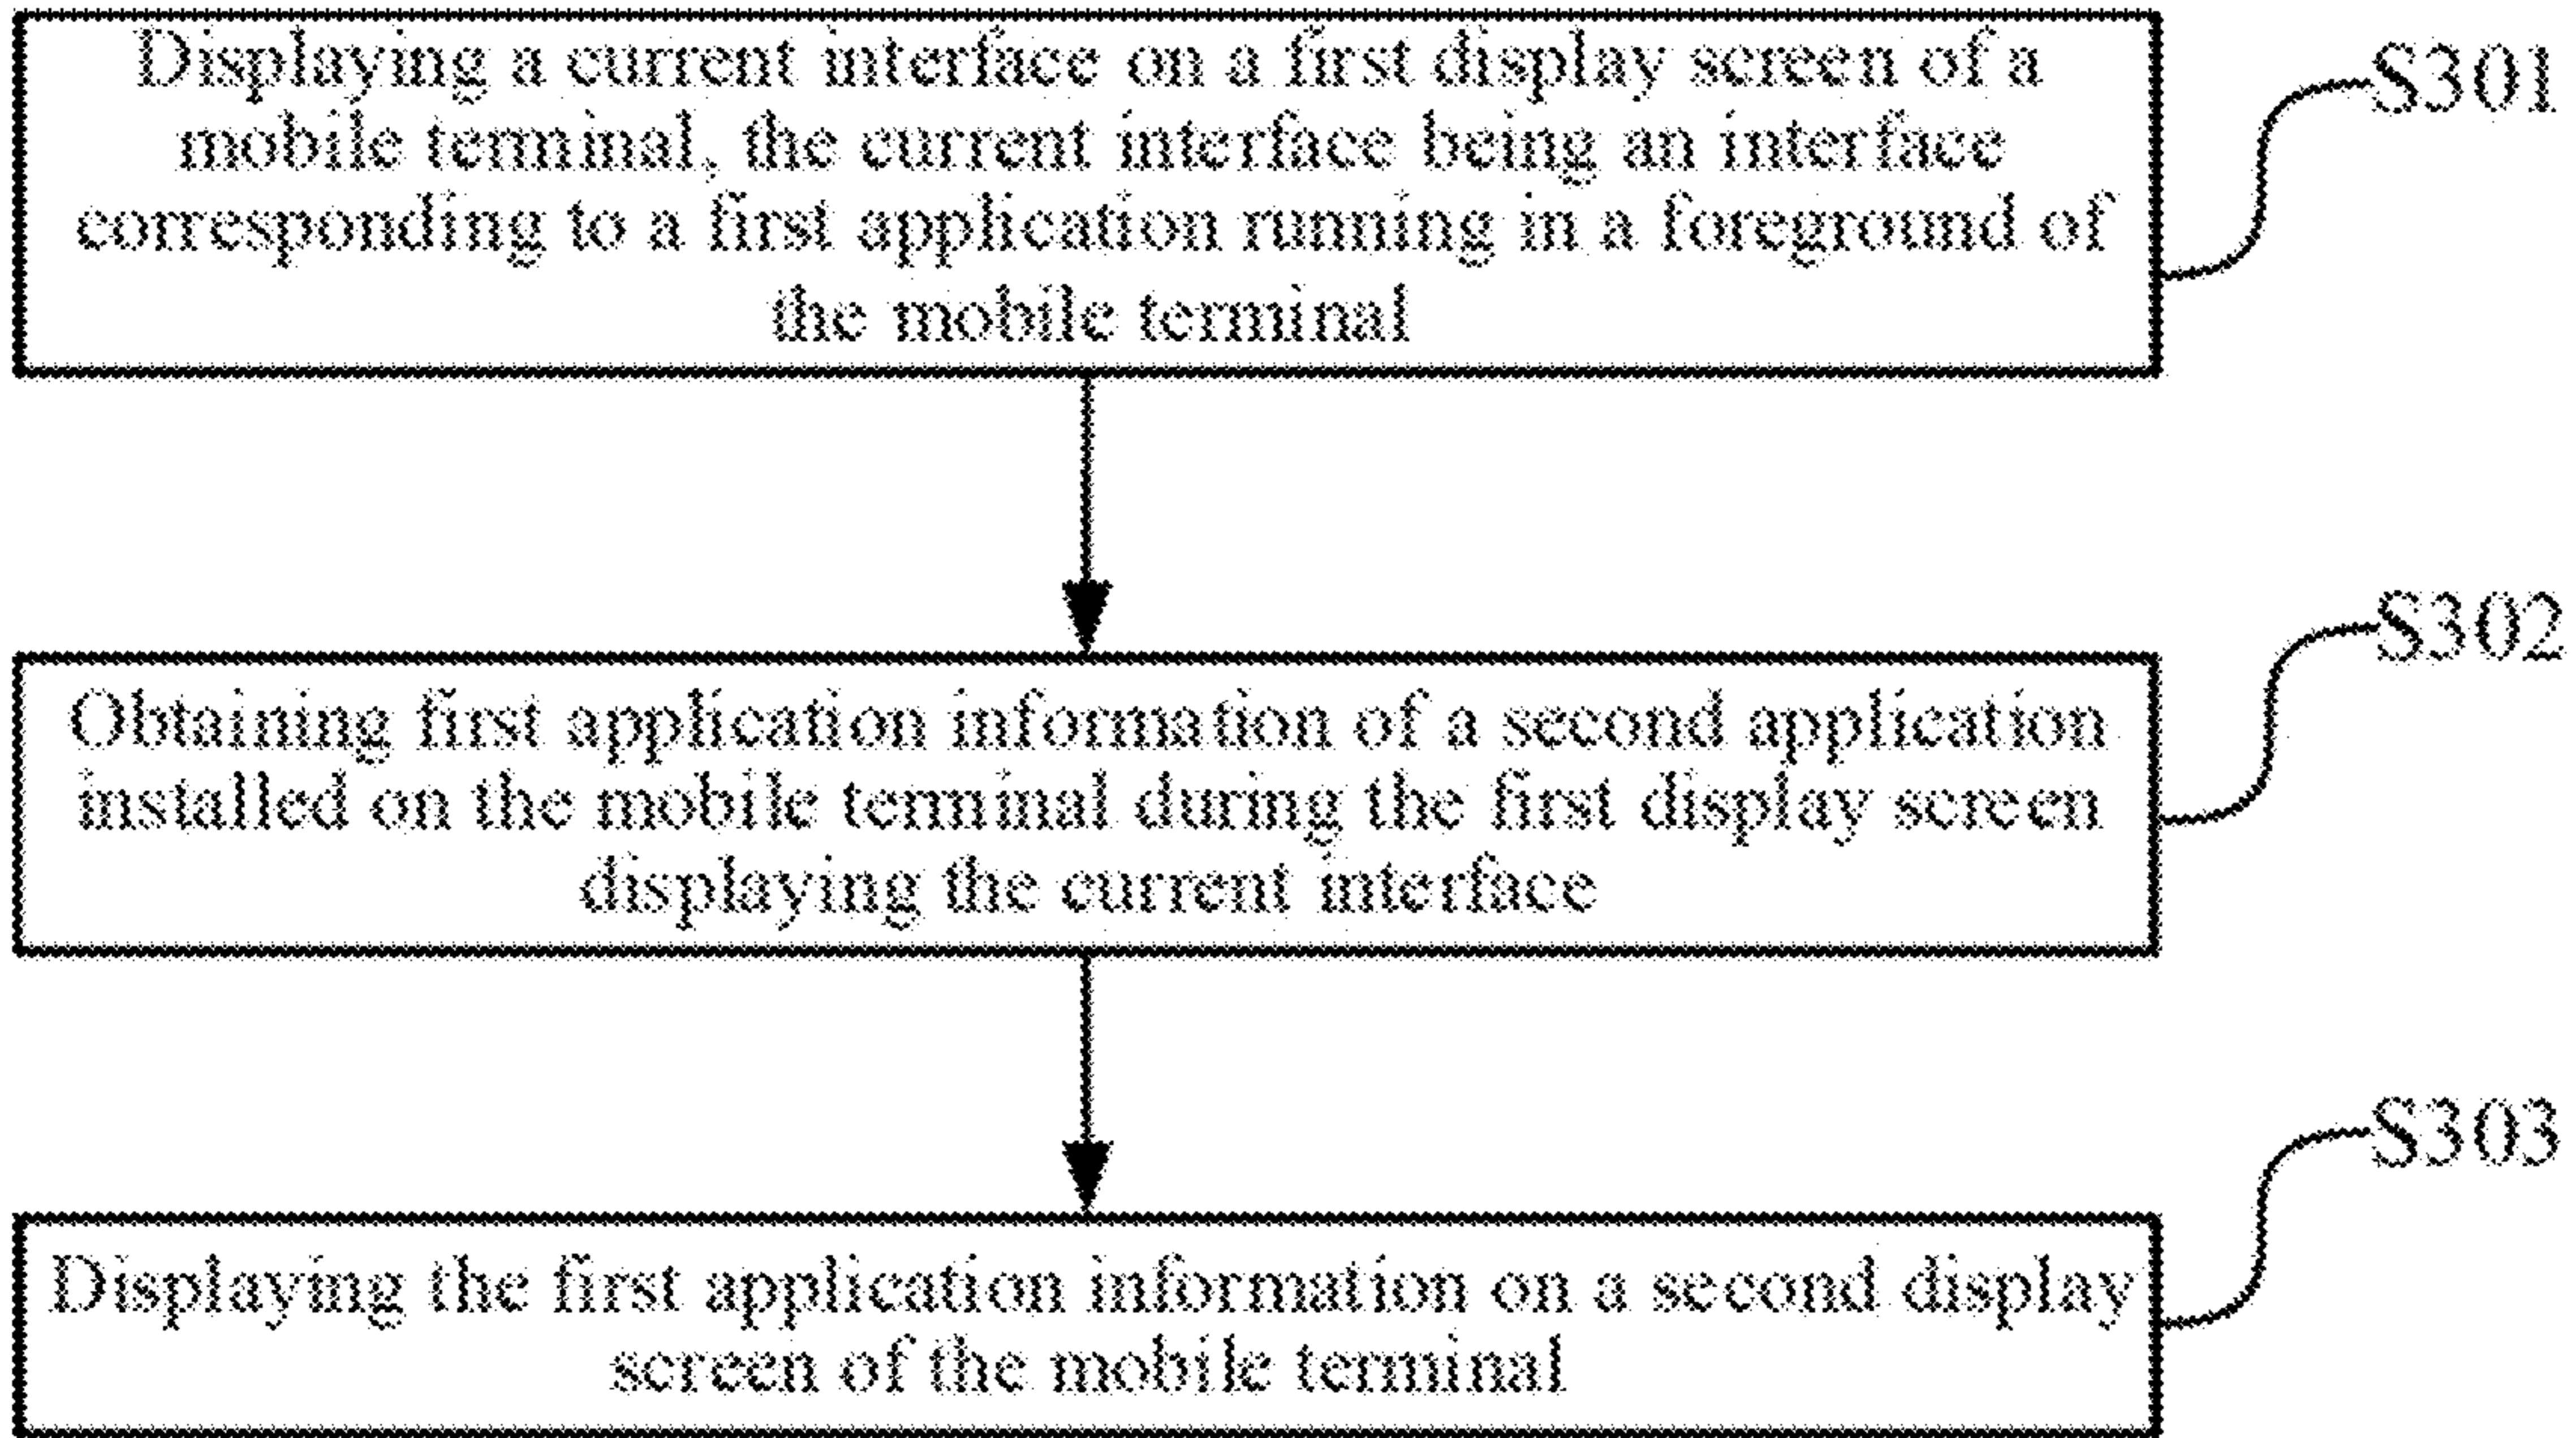 Displaying a current interface on a first display screen of a
mobile terminal, the current interface being an interface
corresponding to a first application running in a foreground of
the mobile terminal
S301
Obtaining first application information of a second application
installed on the mobile terminal during the first display screen
displaying the current interface
S302
Displaying the first application information on a second display
screen of the mobile terminal
S303